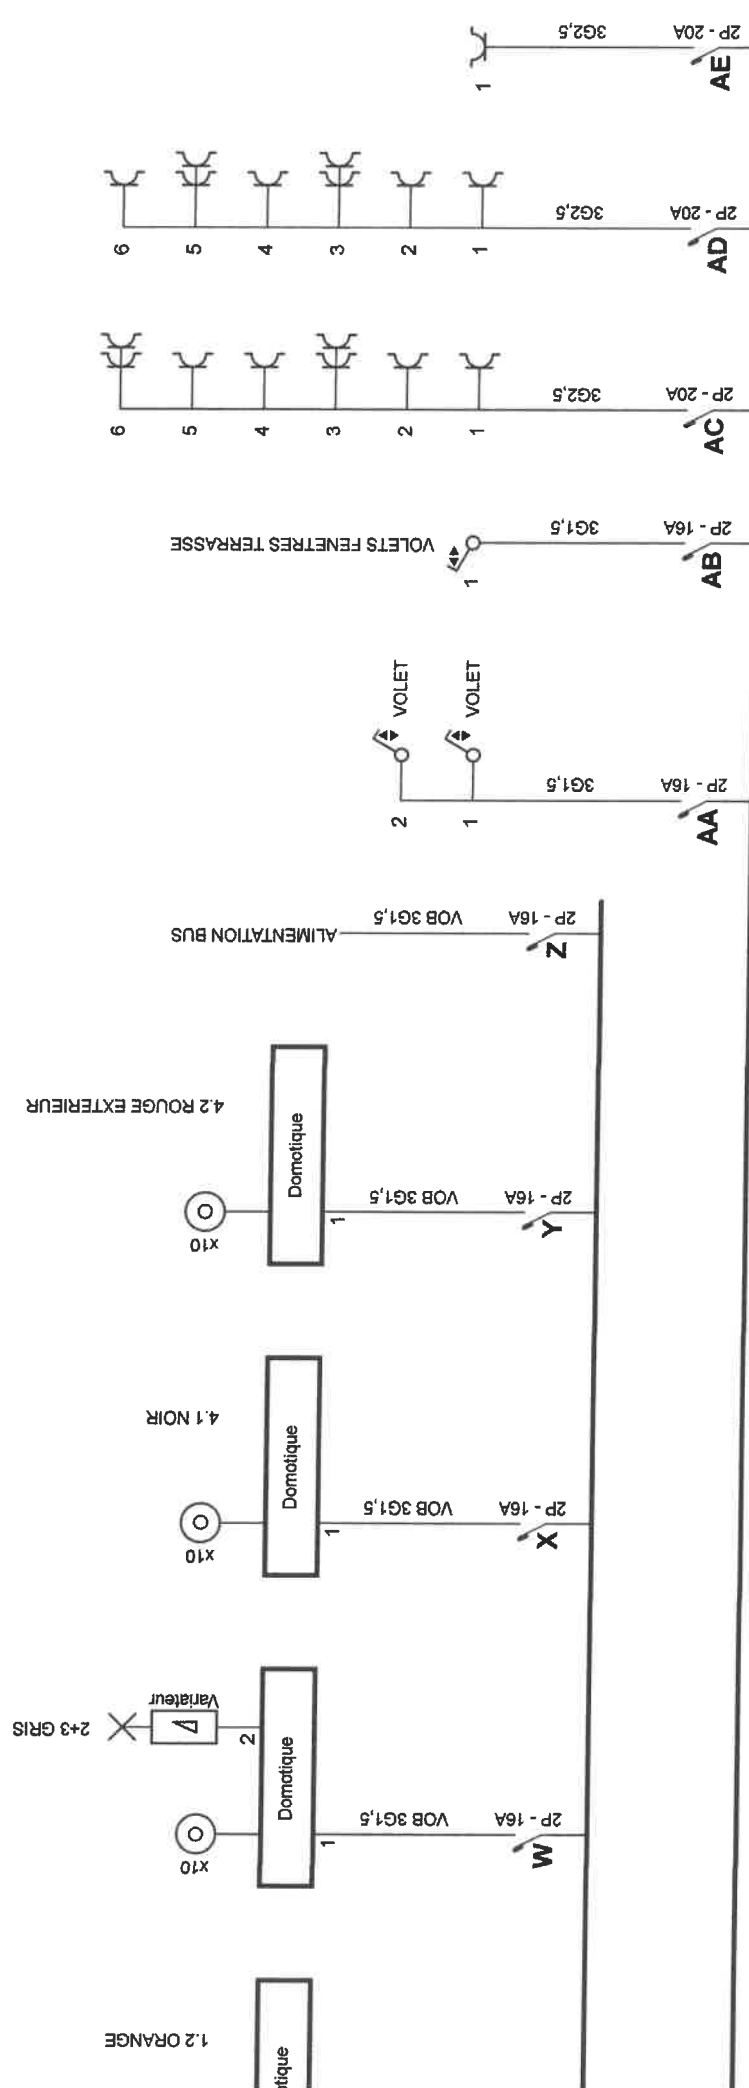 3G2,5
2P - 20A
AE
1
3G2,5
2P - 20A
AD
6
5
4
3
2
1
3G2,5
2P - 20A
AC
6
5
4
3
2
1
VOLETS FENETRES TERRASSE
3G1,5
2P - 16A
AB
1
VOLET
VOLET
3G1,5
2P - 16A
AA
2
1
ALIMENTATION BUS
VOB 3G1,5
2P - 16A
Z
4.2 ROUGE EXTERIEUR
Domotique
x10
1
VOB 3G1,5
2P - 16A
Y
4.1 NOIR
Domotique
x10
1
VOB 3G1,5
2P - 16A
X
2+3 GRIS
Variateur
2
Domotique
x10
1
VOB 3G1,5
2P - 16A
W
1.2 ORANGE
tique